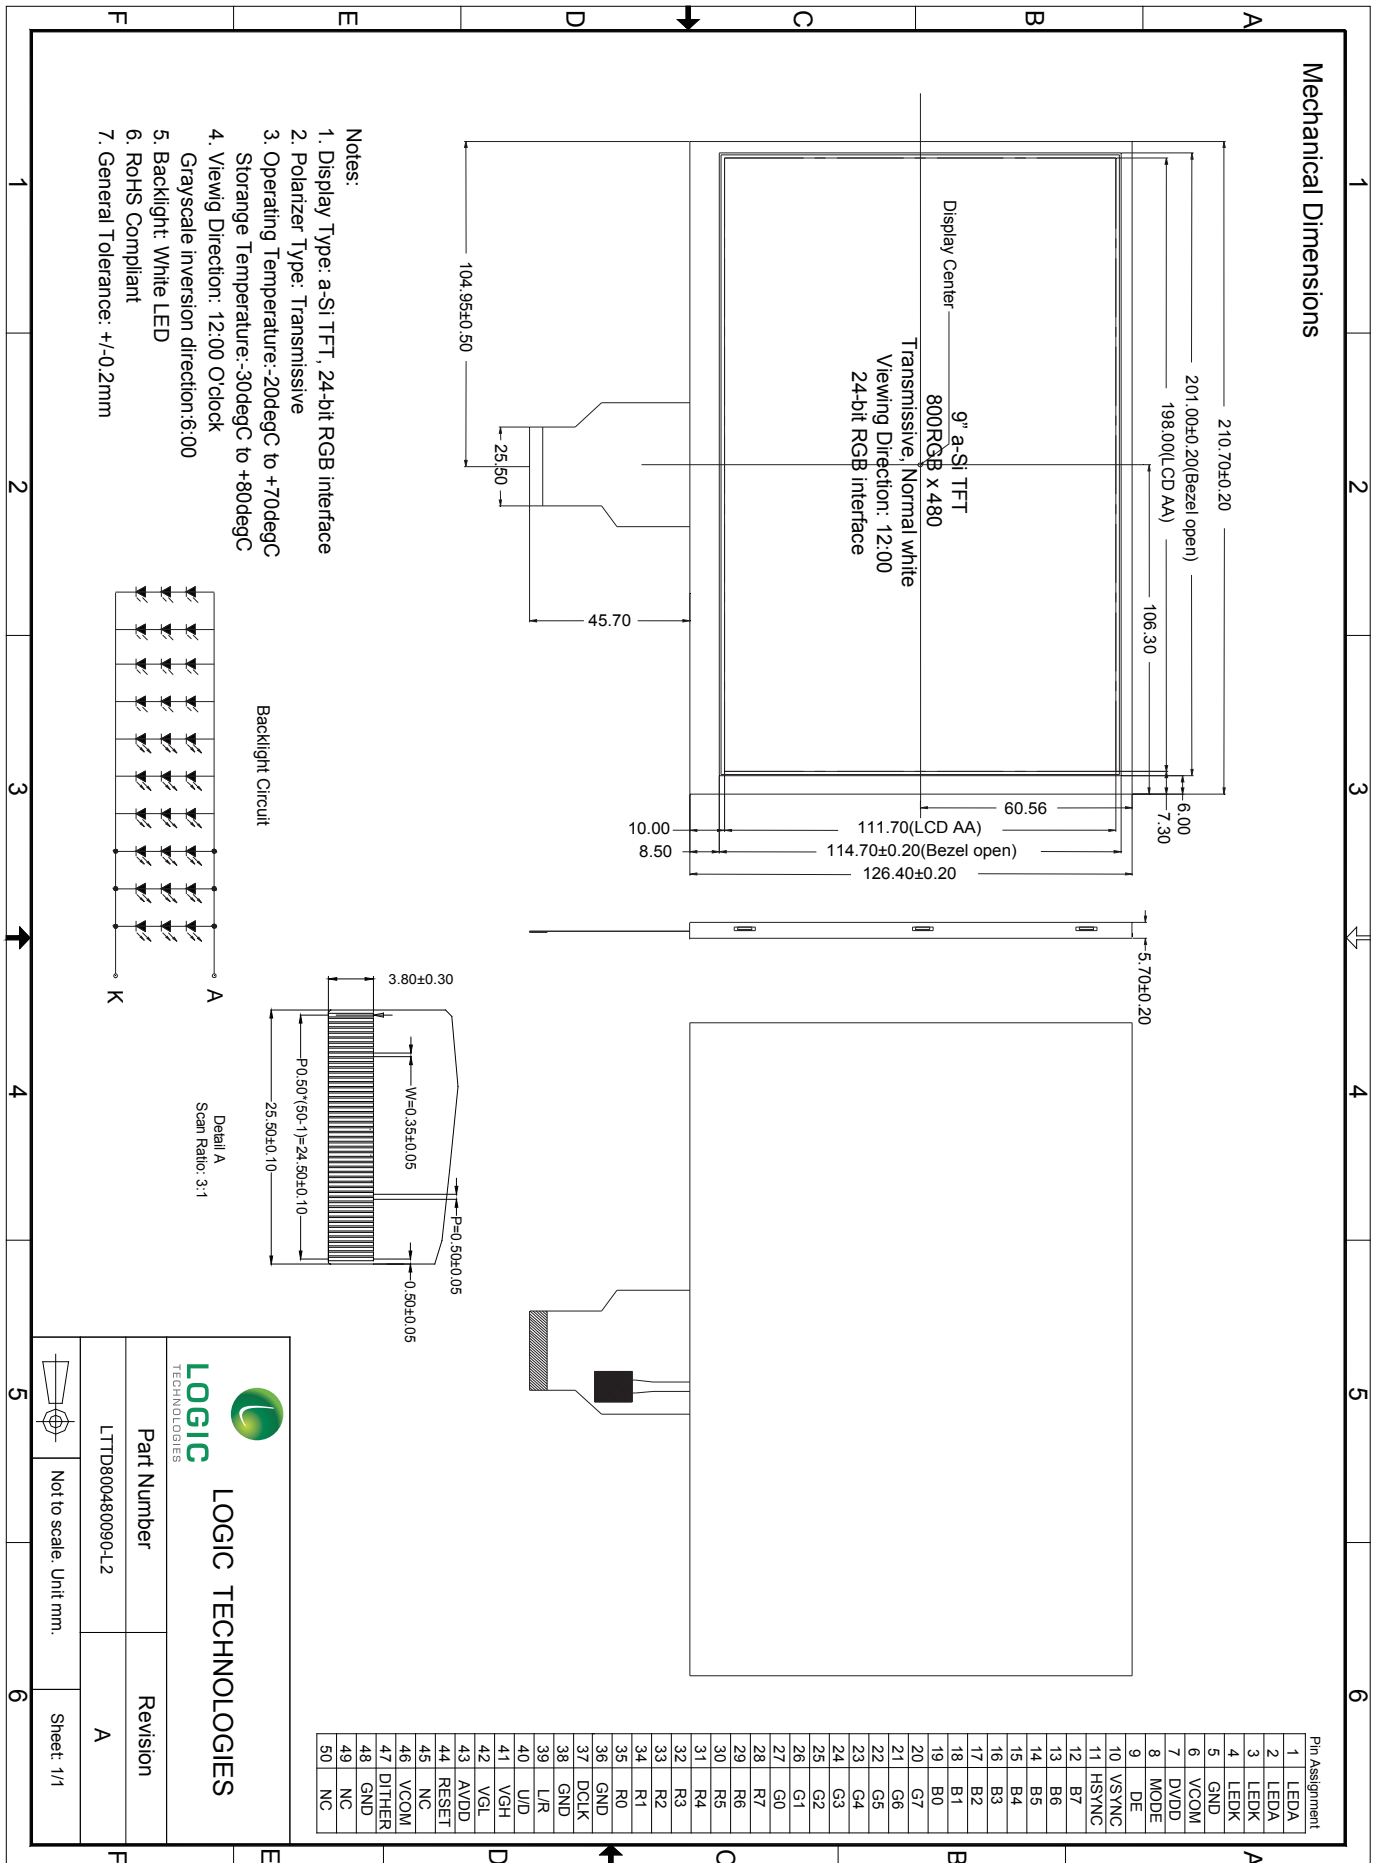 Mechanical Dimensions
1
2
3
4
5
6
A
B
C
D
E
F
210.70±0.20
201.00±0.20(Bezel open)
198.00(LCD AA)
106.30
6.00
7.30
Display Center
9" a-Si TFT
800RGB x 480
Transmissive, Normal white
Viewing Direction: 12:00
24-bit RGB interface
60.56
10.00
111.70(LCD AA)
8.50
114.70±0.20(Bezel open)
126.40±0.20
5.70±0.20
45.70
25.50
104.95±0.50
Notes:
1. Display Type: a-Si TFT, 24-bit RGB interface
2. Polarizer Type: Transmissive
3. Operating Temperature:-20degC to +70degC
Storange Temperature:-30degC to +80degC
4. Viewig Direction: 12:00 O'clock
Grayscale inversion direction:6:00
5. Backlight: White LED
6. RoHS Compliant
7. General Tolerance: +/-0.2mm
Backlight Circuit
A
K
3.80±0.30
W=0.35±0.05
P=0.50±0.05
0.50±0.05
P0.50*(50-1)=24.50±0.10
25.50±0.10
Detail A
Scan Ratio: 3:1
Pin Assignment
1 LEDA
2 LEDA
3 LEDK
4 LEDK
5 GND
6 VCOM
7 DVDD
8 MODE
9 DE
10 VSYNC
11 HSYNC
12 B7
13 B6
14 B5
15 B4
16 B3
17 B2
18 B1
19 B0
20 G7
21 G6
22 G5
23 G4
24 G3
25 G2
26 G1
27 G0
28 R7
29 R6
30 R5
31 R4
32 R3
33 R2
34 R1
35 R0
36 GND
37 DCLK
38 GND
39 L/R
40 U/D
41 VGH
42 VGL
43 AVDD
44 RESET
45 NC
46 VCOM
47 DITHER
48 GND
49 NC
50 NC
LOGIC
TECHNOLOGIES
LOGIC TECHNOLOGIES
Part Number
Revision
LTTD800480090-L2
A
Not to scale. Unit mm.
Sheet: 1/1
1
2
3
4
5
6
A
B
C
D
E
F